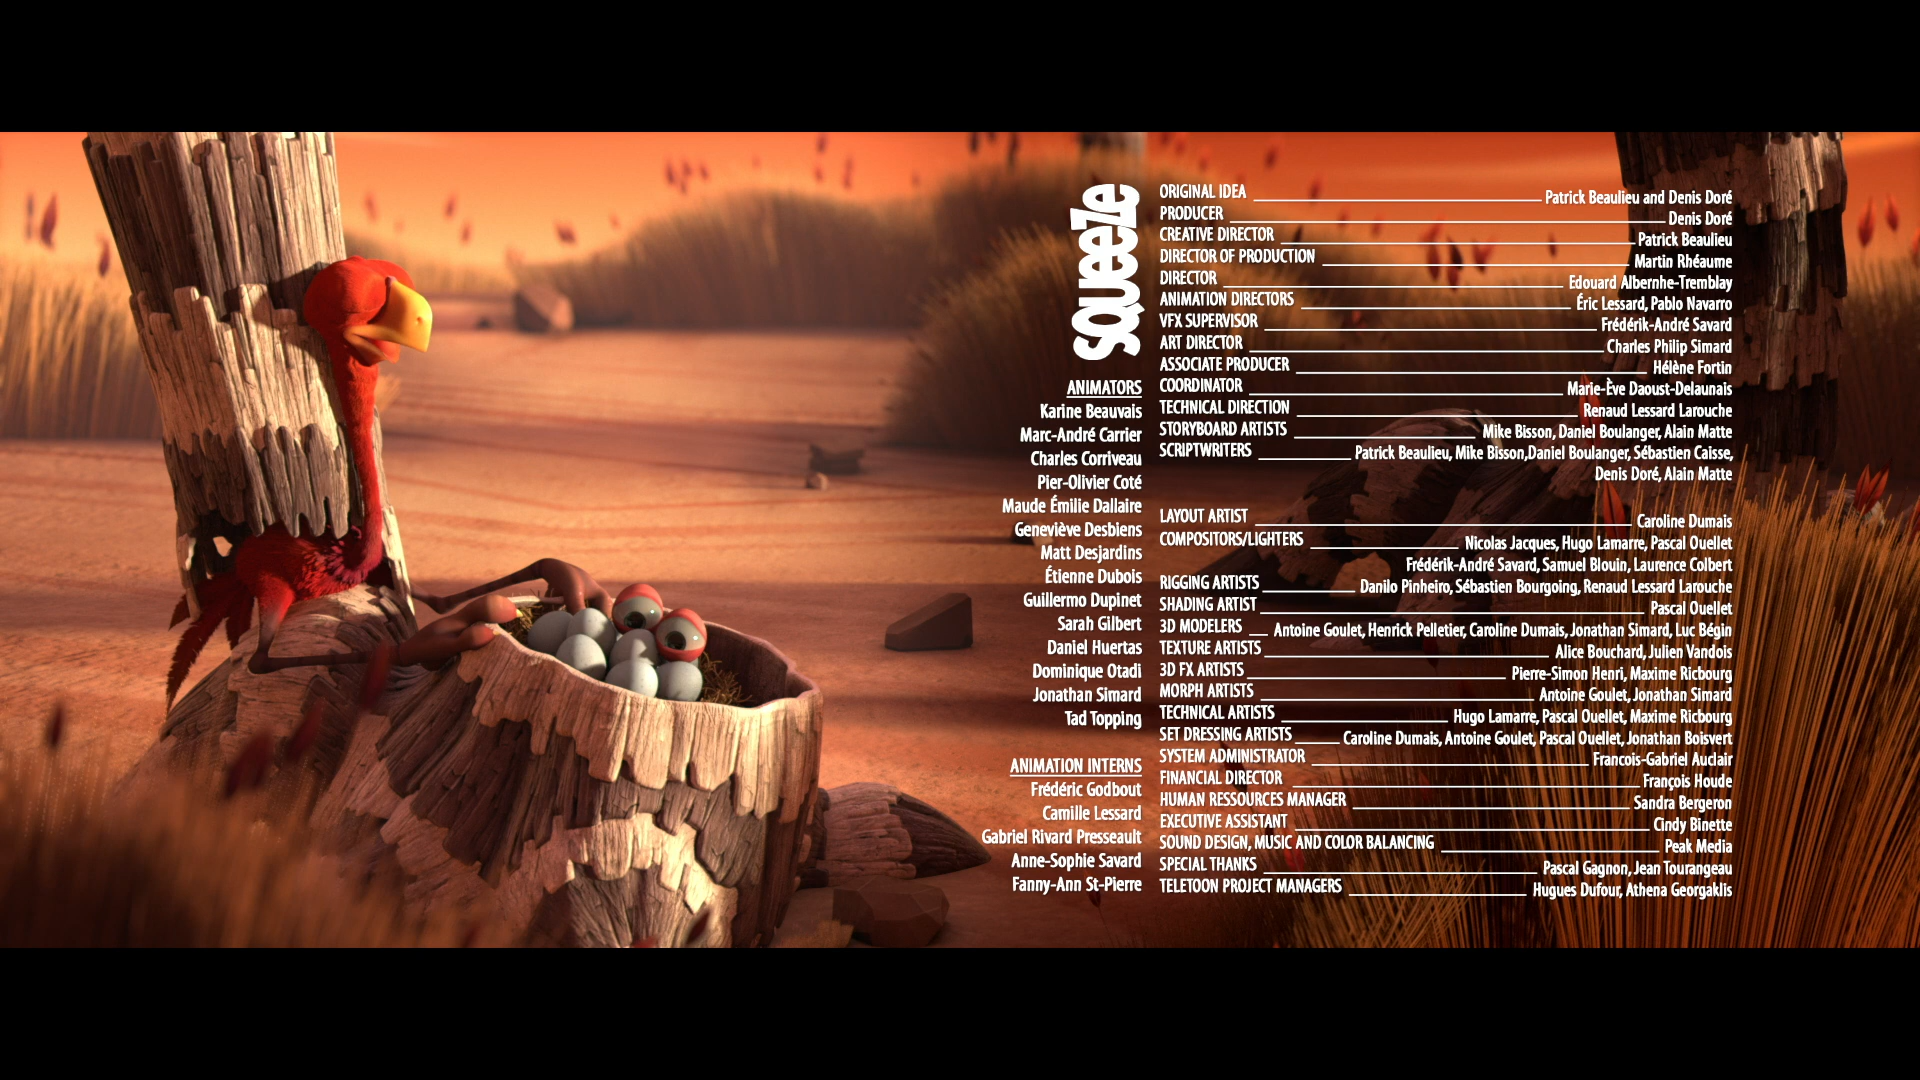 squeeze
ANIMATORS
Karine Beauvais
Marc-André Carrier
Charles Corriveau
Pier-Olivier Coté
Maude Émilie Dallaire
Geneviève Desbiens
Matt Desjardins
Étienne Dubois
Guillermo Dupinet
Sarah Gilbert
Daniel Huertas
Dominique Otadi
Jonathan Simard
Tad Topping
ANIMATION INTERNS
Frédéric Godbout
Camille Lessard
Gabriel Rivard Presseault
Anne-Sophie Savard
Fanny-Ann St-Pierre
ORIGINAL IDEA Patrick Beaulieu and Denis Doré
PRODUCER Denis Doré
CREATIVE DIRECTOR Patrick Beaulieu
DIRECTOR OF PRODUCTION Martin Rhéaume
DIRECTOR Edouard Albernhe-Tremblay
ANIMATION DIRECTORS Éric Lessard, Pablo Navarro
VFX SUPERVISOR Frédérik-André Savard
ART DIRECTOR Charles Philip Simard
ASSOCIATE PRODUCER Hélène Fortin
COORDINATOR Marie-Ève Daoust-Delaunais
TECHNICAL DIRECTION Renaud Lessard Larouche
STORYBOARD ARTISTS Mike Bisson, Daniel Boulanger, Alain Matte
SCRIPTWRITERS Patrick Beaulieu, Mike Bisson,Daniel Boulanger, Sébastien Caisse,
Denis Doré, Alain Matte
LAYOUT ARTIST Caroline Dumais
COMPOSITORS/LIGHTERS Nicolas Jacques, Hugo Lamarre, Pascal Ouellet
Frédérik-André Savard, Samuel Blouin, Laurence Colbert
RIGGING ARTISTS Danilo Pinheiro, Sébastien Bourgoing, Renaud Lessard Larouche
SHADING ARTIST Pascal Ouellet
3D MODELERS Antoine Goulet, Henrick Pelletier, Caroline Dumais, Jonathan Simard, Luc Bégin
TEXTURE ARTISTS Alice Bouchard, Julien Vandois
3D FX ARTISTS Pierre-Simon Henri, Maxime Ricbourg
MORPH ARTISTS Antoine Goulet, Jonathan Simard
TECHNICAL ARTISTS Hugo Lamarre, Pascal Ouellet, Maxime Ricbourg
SET DRESSING ARTISTS Caroline Dumais, Antoine Goulet, Pascal Ouellet, Jonathan Boisvert
SYSTEM ADMINISTRATOR Francois-Gabriel Auclair
FINANCIAL DIRECTOR François Houde
HUMAN RESSOURCES MANAGER Sandra Bergeron
EXECUTIVE ASSISTANT Cindy Binette
SOUND DESIGN, MUSIC AND COLOR BALANCING Peak Media
SPECIAL THANKS Pascal Gagnon, Jean Tourangeau
TELETOON PROJECT MANAGERS Hugues Dufour, Athena Georgaklis